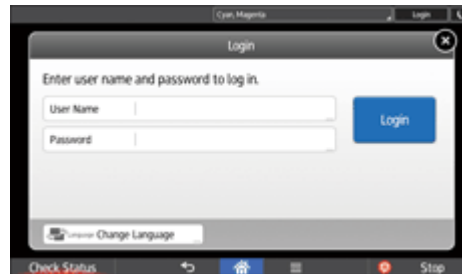 Cyan, Magenta
Login
Login
Enter user name and password to log in.
User Name
Login
Password
Change Language
Check Status
Stop